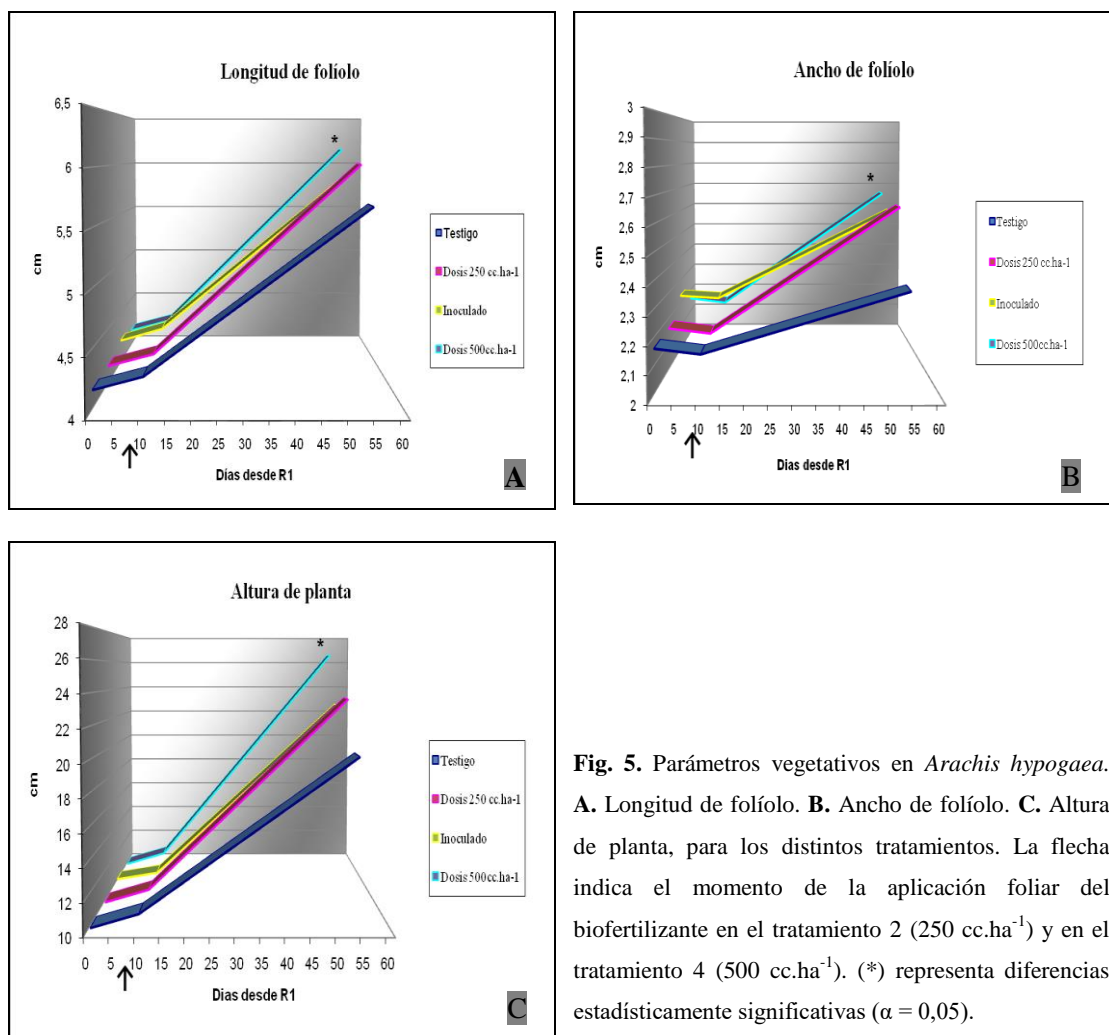 Longitud de folíolo
6,5
6
5,5
5
4,5
4
cm
0 5 10 15 20 25 30 35 40 45 50 55 60
Días desde R1
*
Testigo
Dosis 250 cc.ha-1
Inoculado
Dosis 500cc.ha-1
A
Ancho de folíolo
3
2,9
2,8
2,7
2,6
2,5
2,4
2,3
2,2
2,1
2
cm
0 5 10 15 20 25 30 35 40 45 50 55 60
Días desde R1
*
Testigo
Dosis 250 cc.ha-1
Inoculado
Dosis 500cc.ha-1
B
Altura de planta
28
26
24
22
20
18
16
14
12
10
cm
0 5 10 15 20 25 30 35 40 45 50 55 60
Días desde R1
*
Testigo
Dosis 250 cc.ha-1
Inoculado
Dosis 500cc.ha-1
C
Fig. 5. Parámetros vegetativos en Arachis hypogaea.
A. Longitud de folíolo. B. Ancho de folíolo. C. Altura
de planta, para los distintos tratamientos. La flecha
indica el momento de la aplicación foliar del
biofertilizante en el tratamiento 2 (250 cc.ha⁻¹) y en el
tratamiento 4 (500 cc.ha⁻¹). (*) representa diferencias
estadísticamente significativas (α = 0,05).